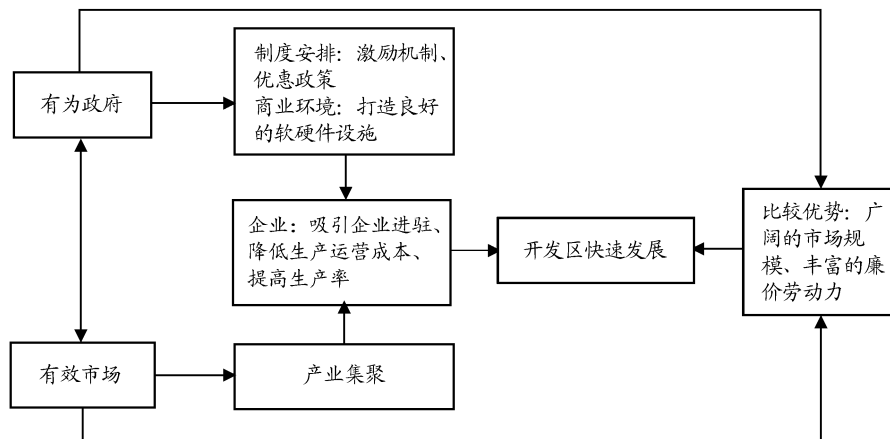 制度安排：激励机制、
优惠政策
商业环境：打造良好
的软硬件设施
有为政府
企业：吸引企业进驻、
降低生产运营成本、
提高生产率
开发区快速发展
比较优势：广
阔的市场规
模、丰富的廉
价劳动力
有效市场
产业集聚